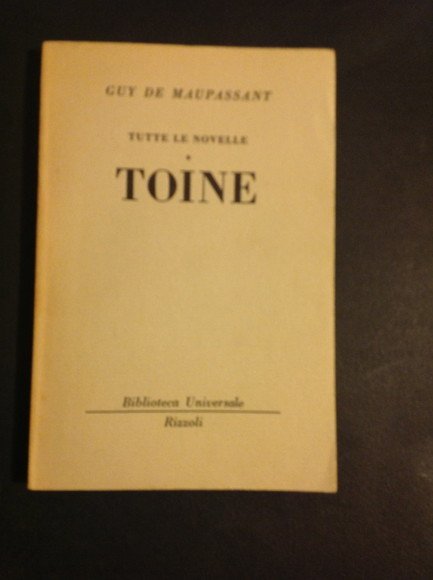 GUY DE MAUPASSANT
TUTTE LE NOVELLE
TOINE
Biblioteca Universale
Rizzoli